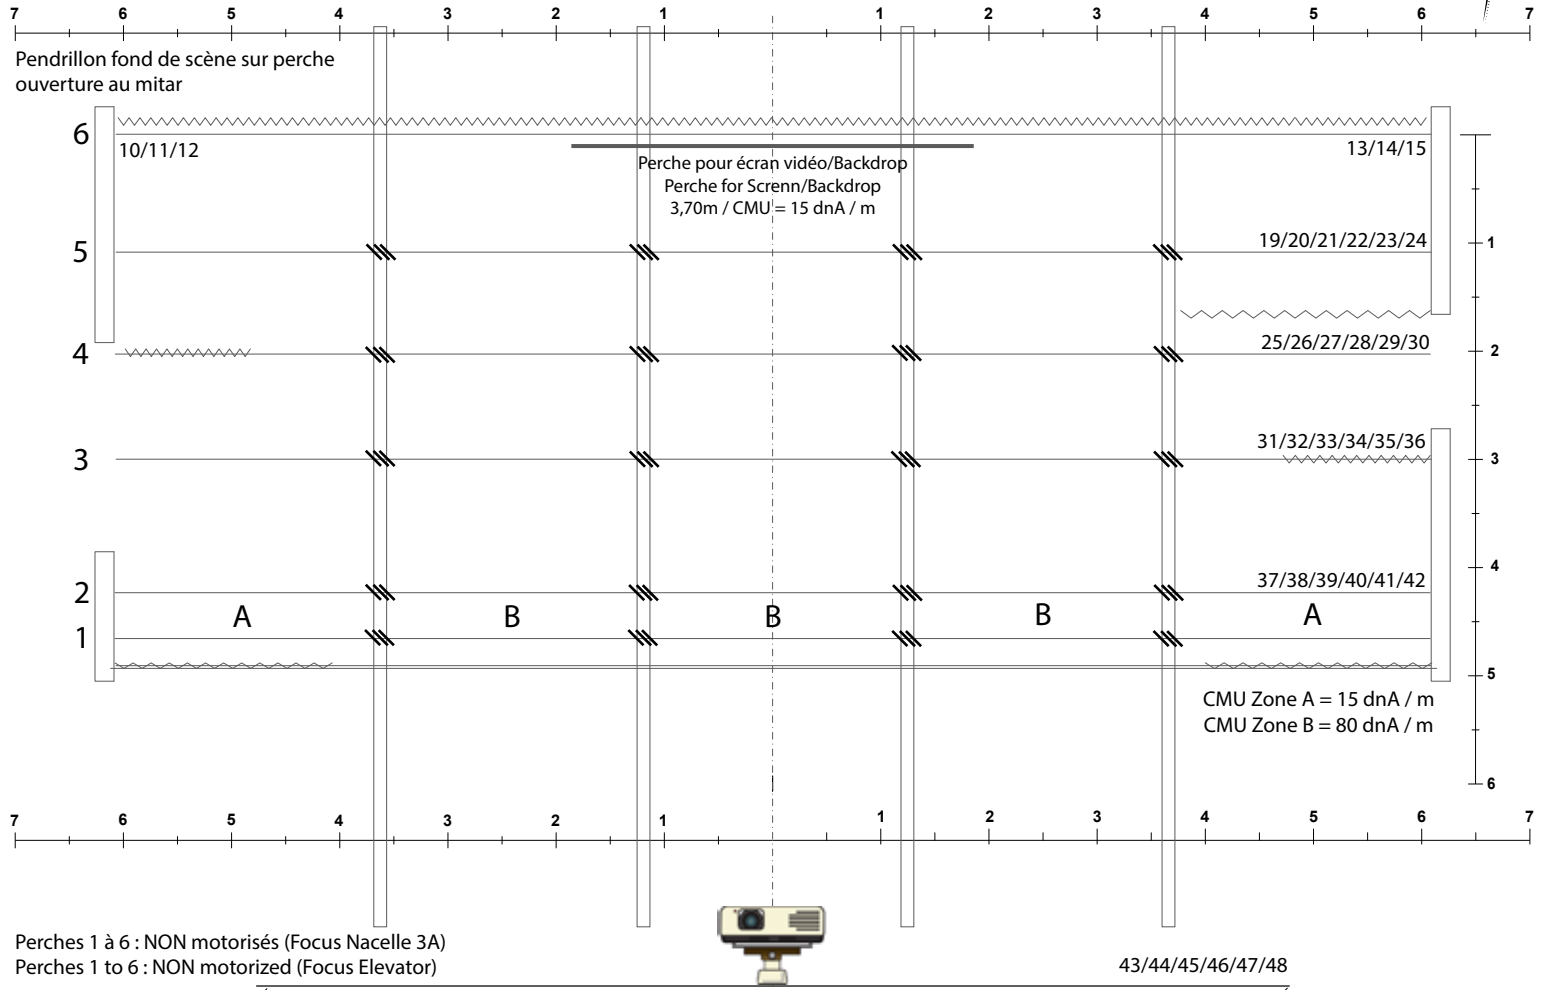 7 6 5 4 3 2 1 1 2 3 4 5 6 7
Pendrillon fond de scène sur perche
ouverture au mitar
6
10/11/12
13/14/15
Perche pour écran vidéo/Backdrop
Perche for Screnn/Backdrop
3,70m / CMU = 15 dnA / m
5
19/20/21/22/23/24
1
4
25/26/27/28/29/30
2
31/32/33/34/35/36
3
3
2
37/38/39/40/41/42
4
A B B B A
1
5
CMU Zone A = 15 dnA / m
CMU Zone B = 80 dnA / m
6
7 6 5 4 3 2 1 1 2 3 4 5 6 7
Perches 1 à 6 : NON motorisés (Focus Nacelle 3A)
Perches 1 to 6 : NON motorized (Focus Elevator)
43/44/45/46/47/48